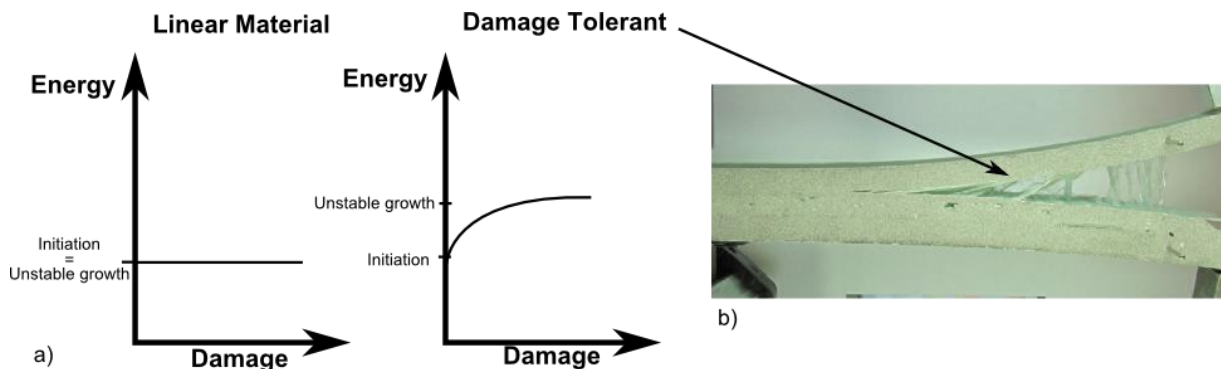 Linear Material
Damage Tolerant
Energy
Energy
Unstable growth
Initiation
=
Unstable growth
Initiation
Damage
Damage
a)
b)